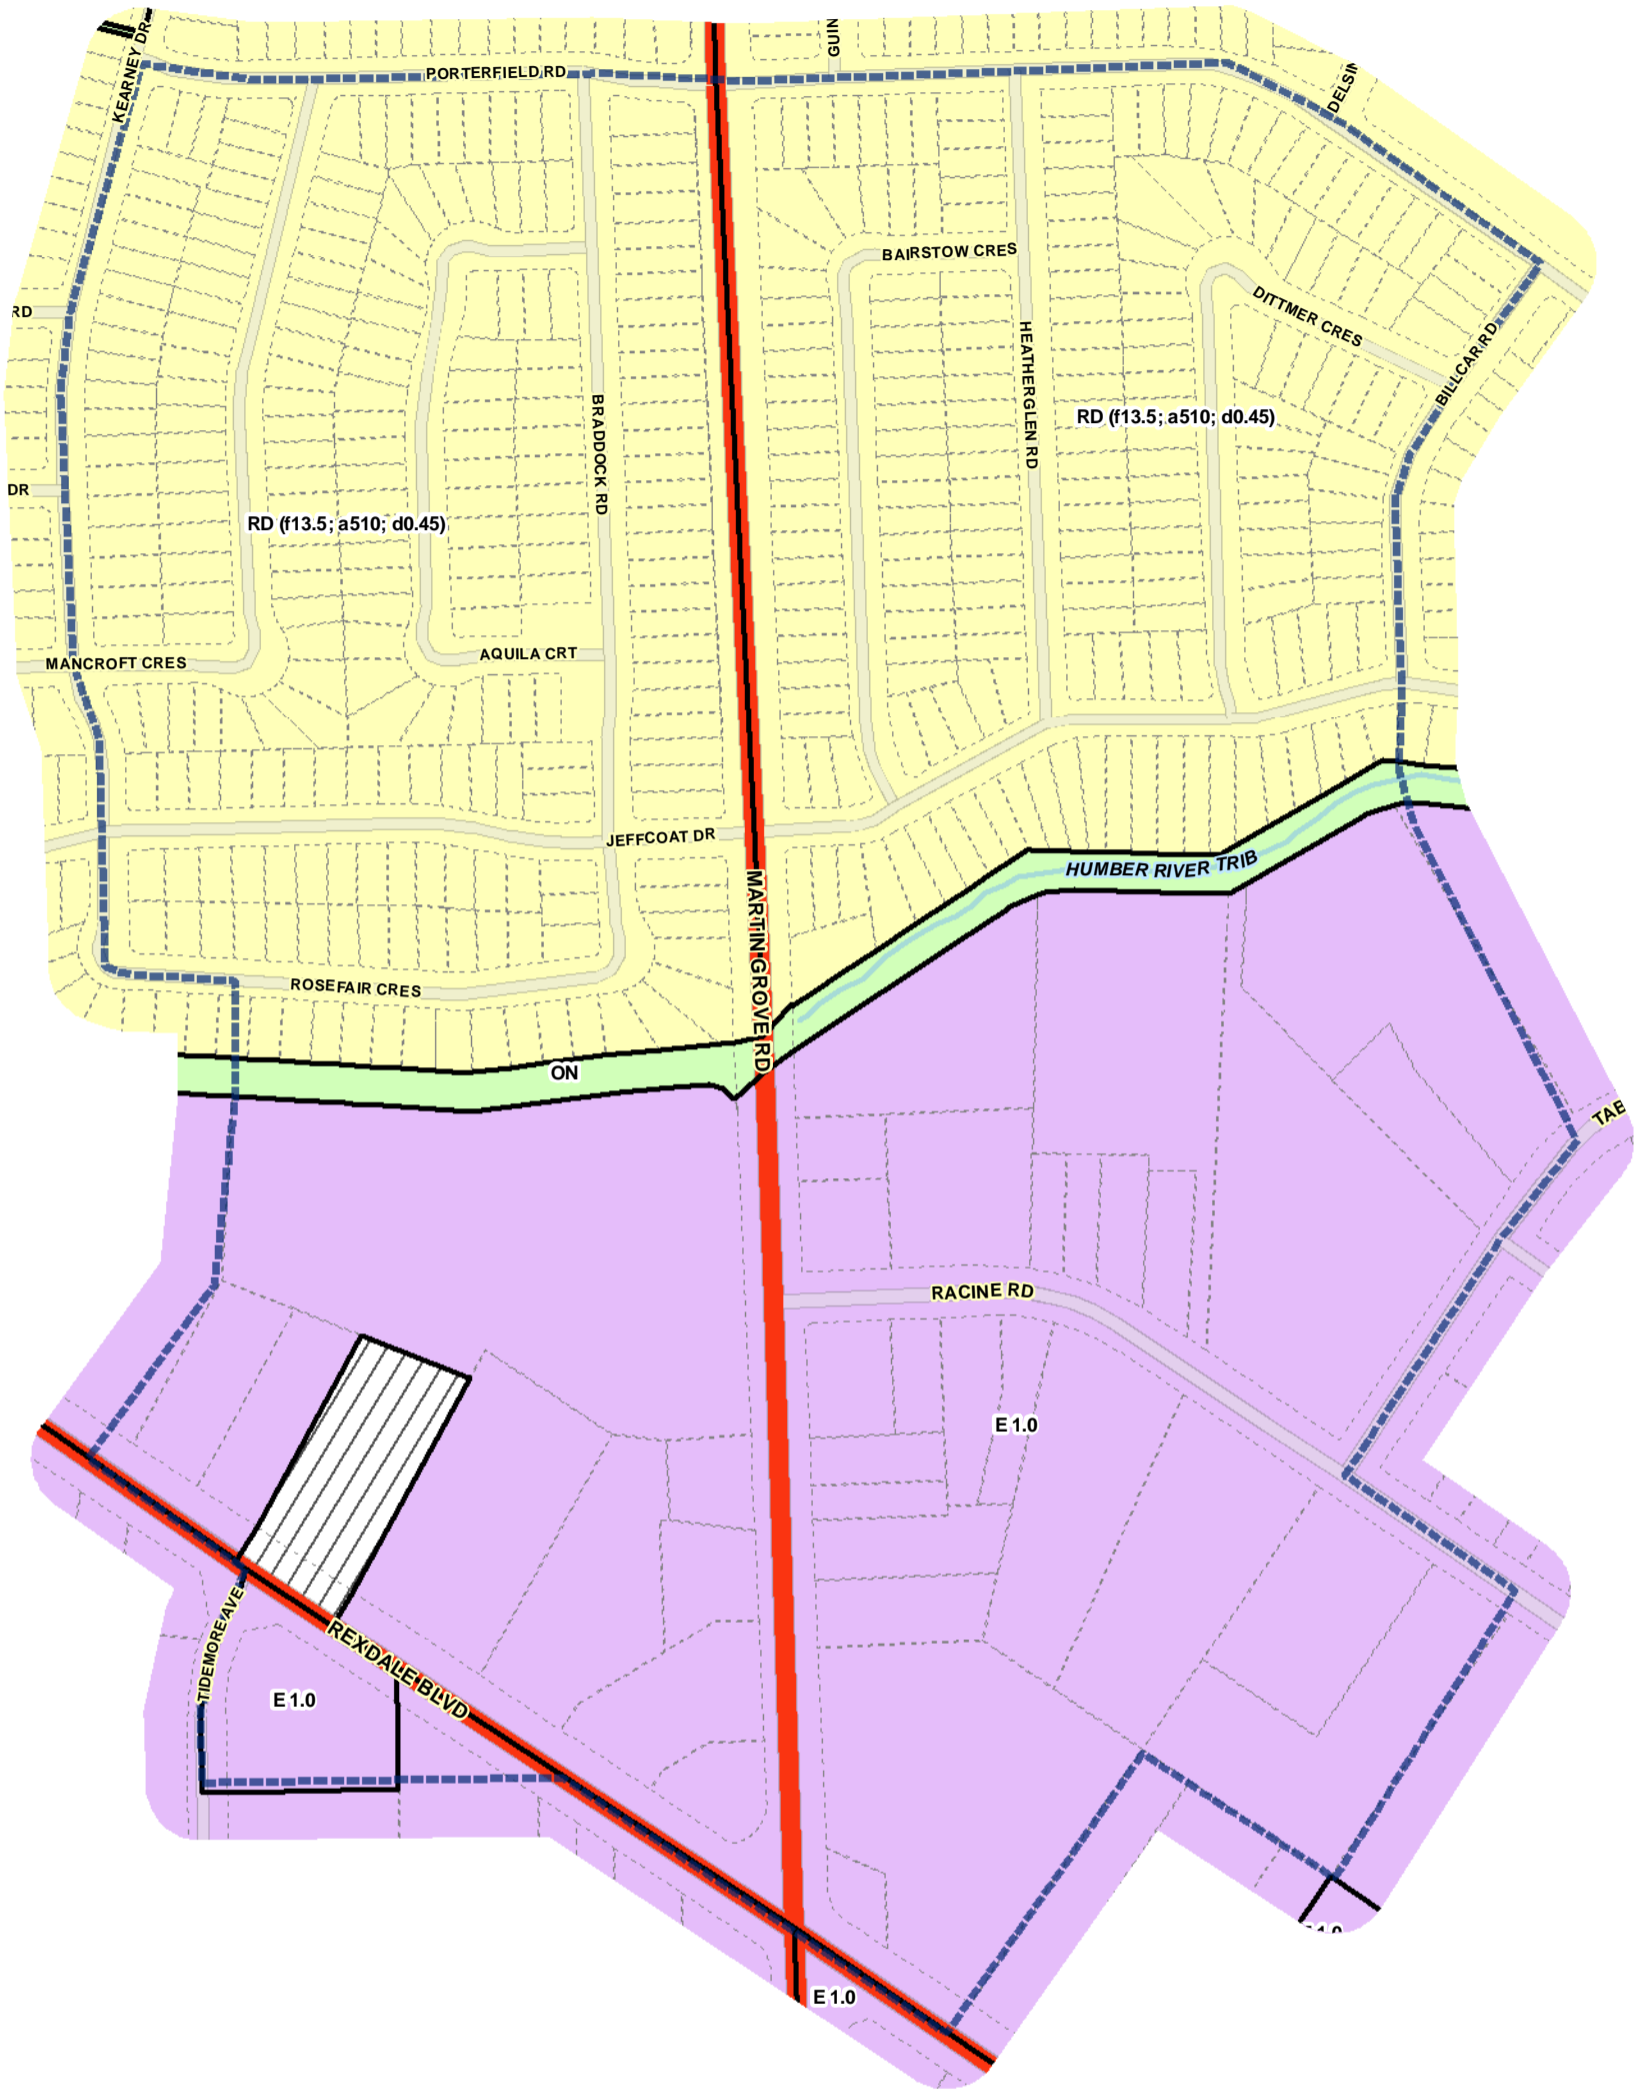 KEARNEY DR
GUIN
PORTERFIELD RD
DELSIN
BAIRSTOW CRES
DITTMER CRES
RD
BILLCAR RD
HEATHERGLEN RD
BRADDOCK RD
RD (f13.5; a510; d0.45)
DR
RD (f13.5; a510; d0.45)
AQUILA CRT
MANCROFT CRES
JEFFCOAT DR
HUMBER RIVER TRIB
MARTIN GROVE RD
ROSEFAIR CRES
ON
TAB
RACINE RD
E 1.0
TIDEMORE AVE
REXDALE BLVD
E 1.0
E 1.0